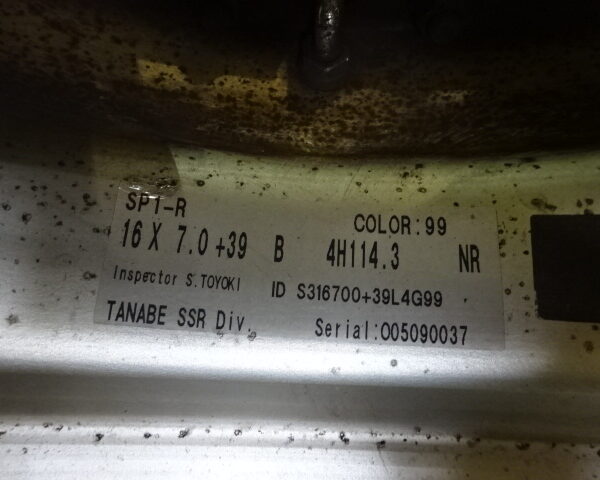 SP1-R
COLOR:99
16 X 7.0 +39 B 4H114.3 NR
Inspector S.TOYOKI
ID S316700+39L4G99
TANABE SSR Div.
Serial:005090037